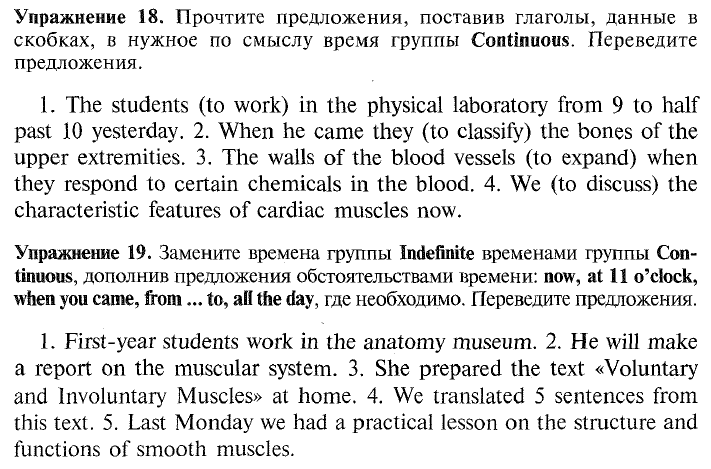 Упражнение 18. Прочтите предложения, поставив глаголы, данные в
скобках, в нужное по смыслу время группы Continuous. Переведите
предложения.
1. The students (to work) in the physical laboratory from 9 to half
past 10 yesterday. 2. When he came they (to classify) the bones of the
upper extremities. 3. The walls of the blood vessels (to expand) when
they respond to certain chemicals in the blood. 4. We (to discuss) the
characteristic features of cardiac muscles now.
Упражнение 19. Замените времена группы Indefinite временами группы Con-
tinuous, дополнив предложения обстоятельствами времени: now, at 11 o’clock,
when you came, from ... to, all the day, где необходимо. Переведите предложения.
1. First-year students work in the anatomy museum. 2. He will make
a report on the muscular system. 3. She prepared the text «Voluntary
and Involuntary Muscles» at home. 4. We translated 5 sentences from
this text. 5. Last Monday we had a practical lesson on the structure and
functions of smooth muscles.